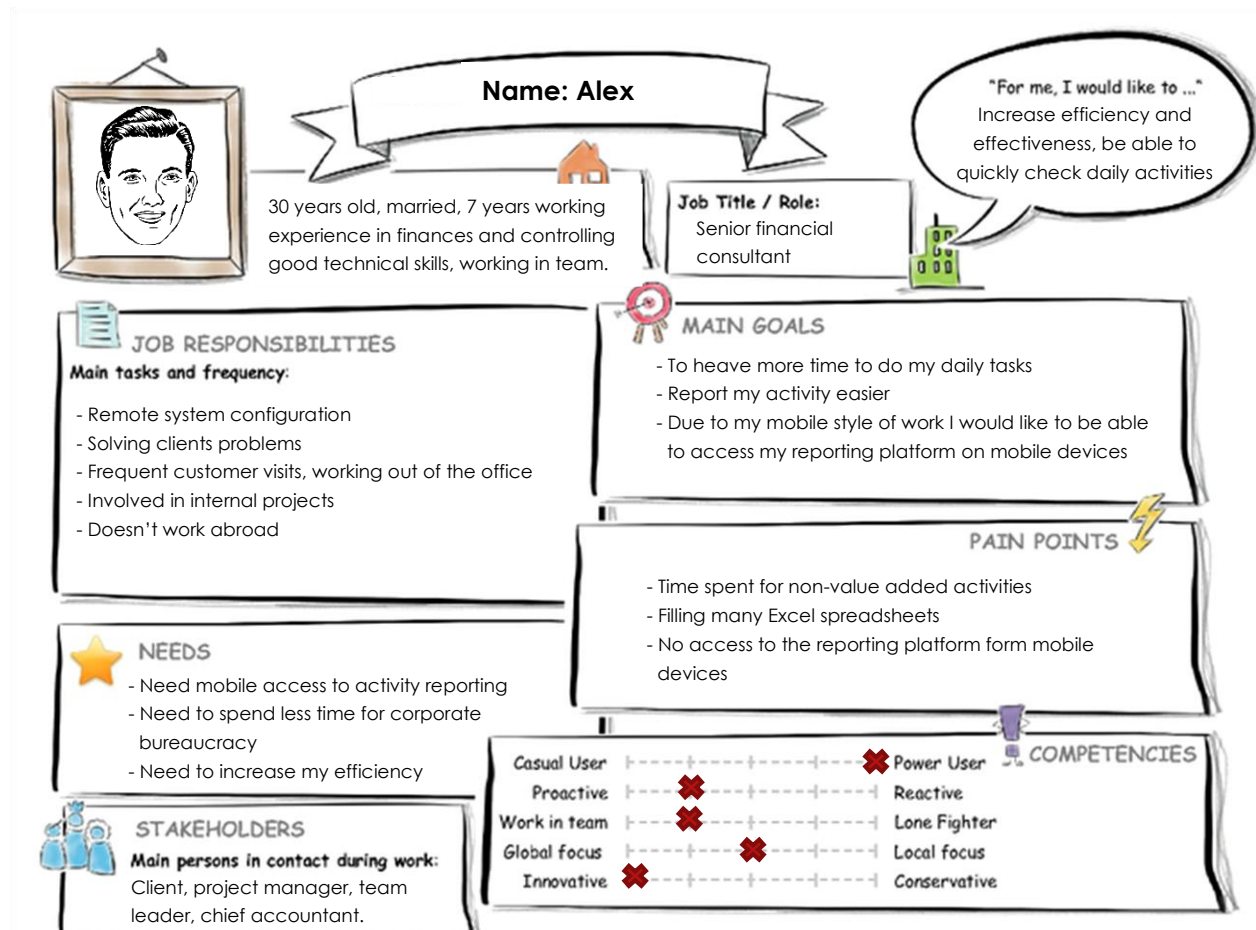 Name: Alex
"For me, I would like to ..."
Increase efficiency and
effectiveness, be able to
quickly check daily activities
30 years old, married, 7 years working
experience in finances and controlling
good technical skills, working in team.
Job Title / Role:
Senior financial
consultant
JOB RESPONSIBILITIES
Main tasks and frequency:
- Remote system configuration
- Solving clients problems
- Frequent customer visits, working out of the office
- Involved in internal projects
- Doesn't work abroad
MAIN GOALS
- To heave more time to do my daily tasks
- Report my activity easier
- Due to my mobile style of work I would like to be able
to access my reporting platform on mobile devices
PAIN POINTS
- Time spent for non-value added activities
- Filling many Excel spreadsheets
- No access to the reporting platform form mobile
devices
NEEDS
- Need mobile access to activity reporting
- Need to spend less time for corporate
bureaucracy
- Need to increase my efficiency
COMPETENCIES
Casual User Power User
Proactive Reactive
Work in team Lone Fighter
Global focus Local focus
Innovative Conservative
STAKEHOLDERS
Main persons in contact during work:
Client, project manager, team
leader, chief accountant.